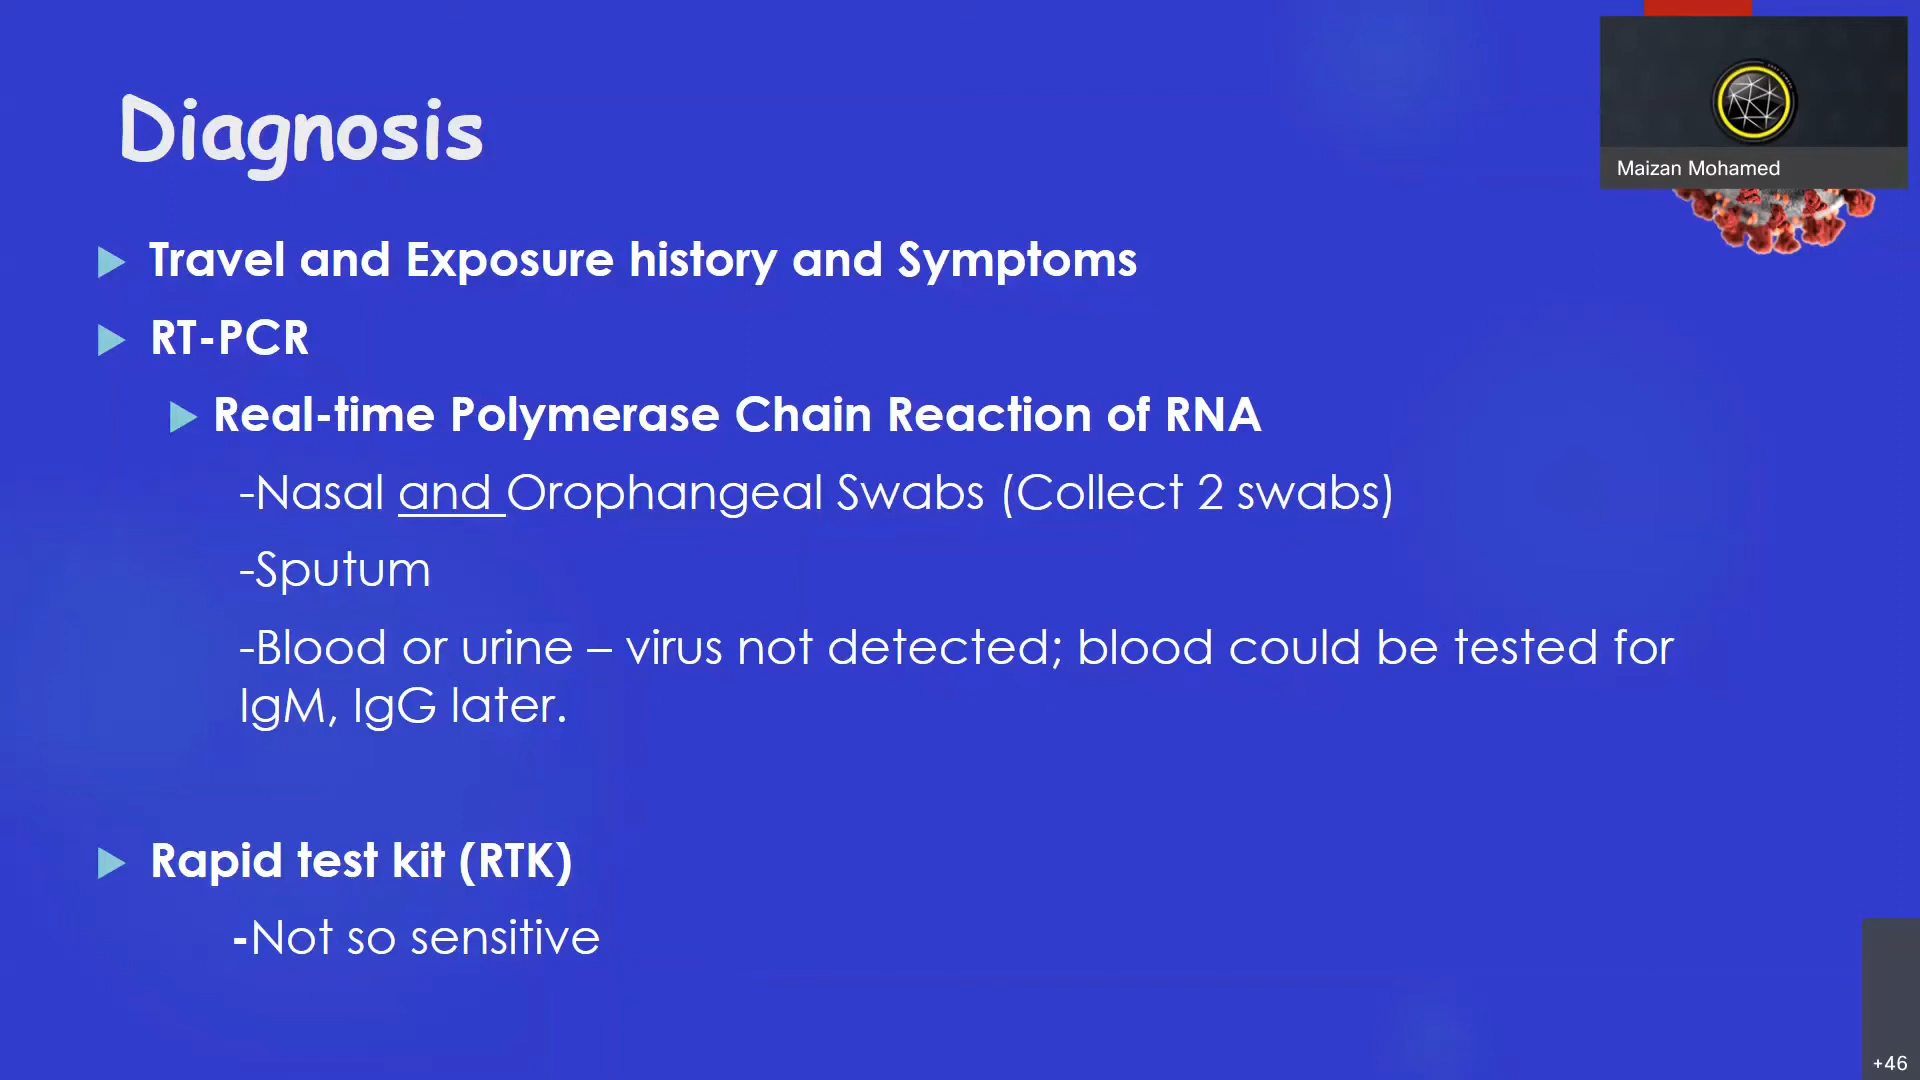 Diagnosis
Maizan Mohamed
Travel and Exposure history and Symptoms
RT-PCR
Real-time Polymerase Chain Reaction of RNA
-Nasal and Orophangeal Swabs (Collect 2 swabs)
-Sputum
-Blood or urine – virus not detected; blood could be tested for
IgM, IgG later.
Rapid test kit (RTK)
-Not so sensitive
+46